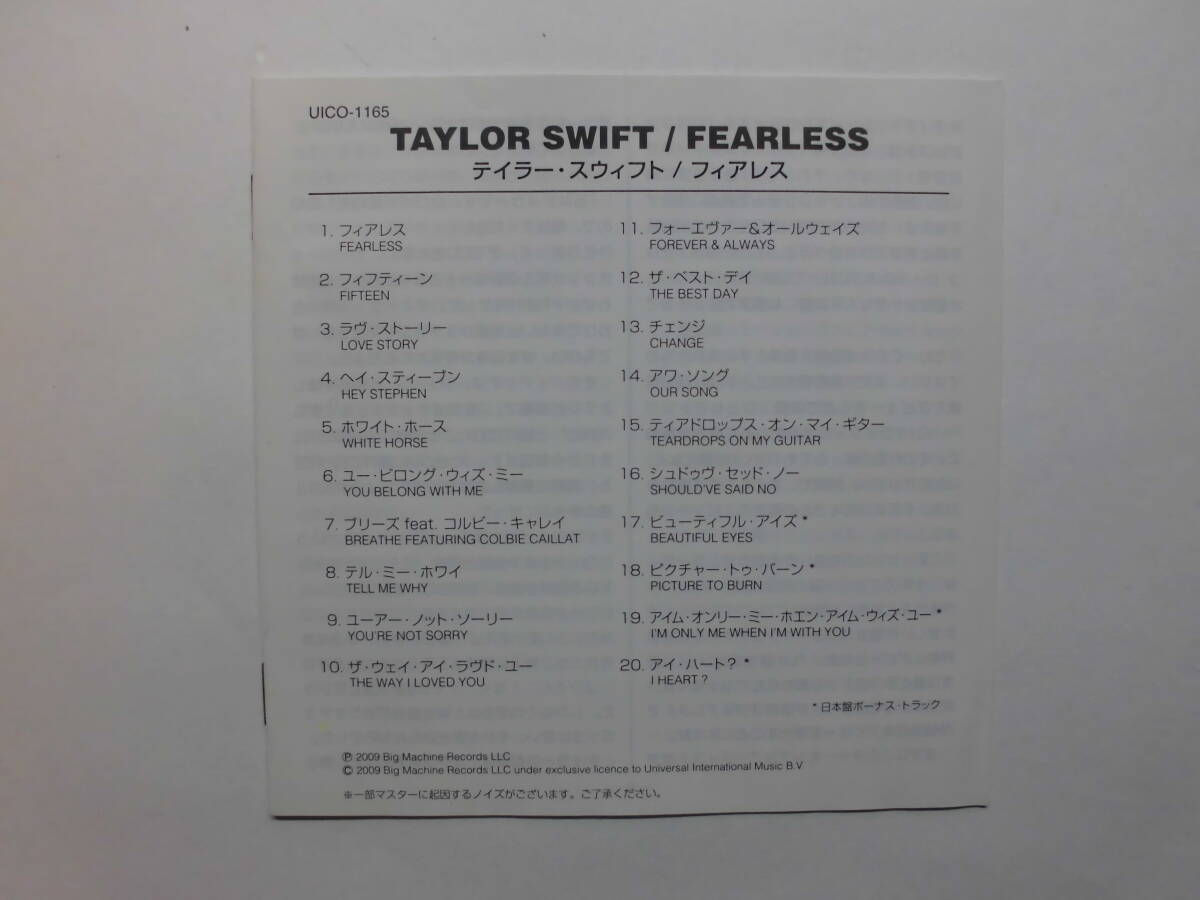 UICO-1165
TAYLOR SWIFT / FEARLESS
テイラー・スウィフト / フィアレス
1. フィアレス
FEARLESS
2. フィフティーン
FIFTEEN
3. ラヴ・ストーリー
LOVE STORY
4. ヘイ・スティーブン
HEY STEPHEN
5. ホワイト・ホース
WHITE HORSE
6. ユー・ビロング・ウィズ・ミー
YOU BELONG WITH ME
7. ブリーズ feat. コルビー・キャレイ
BREATHE FEATURING COLBIE CAILLAT
8. テル・ミー・ホワイ
TELL ME WHY
9. ユーアー・ノット・ソーリー
YOU'RE NOT SORRY
10. ザ・ウェイ・アイ・ラヴド・ユー
THE WAY I LOVED YOU
11. フォーエヴァー&オールウェイズ
FOREVER & ALWAYS
12. ザ・ベスト・デイ
THE BEST DAY
13. チェンジ
CHANGE
14. アワ・ソング
OUR SONG
15. ティアドロップス・オン・マイ・ギター
TEARDROPS ON MY GUITAR
16. シュドゥヴ・セッド・ノー
SHOULD'VE SAID NO
17. ビューティフル・アイズ *
BEAUTIFUL EYES
18. ピクチャー・トゥ・バーン *
PICTURE TO BURN
19. アイム・オンリー・ミー・ホエン・アイム・ウィズ・ユー *
I'M ONLY ME WHEN I'M WITH YOU
20. アイ・ハート? *
I HEART ?
* 日本盤ボーナス・トラック
℗ 2009 Big Machine Records LLC
© 2009 Big Machine Records LLC under exclusive licence to Universal International Music B.V
※一部マスターに起因するノイズがございます。ご了承ください。